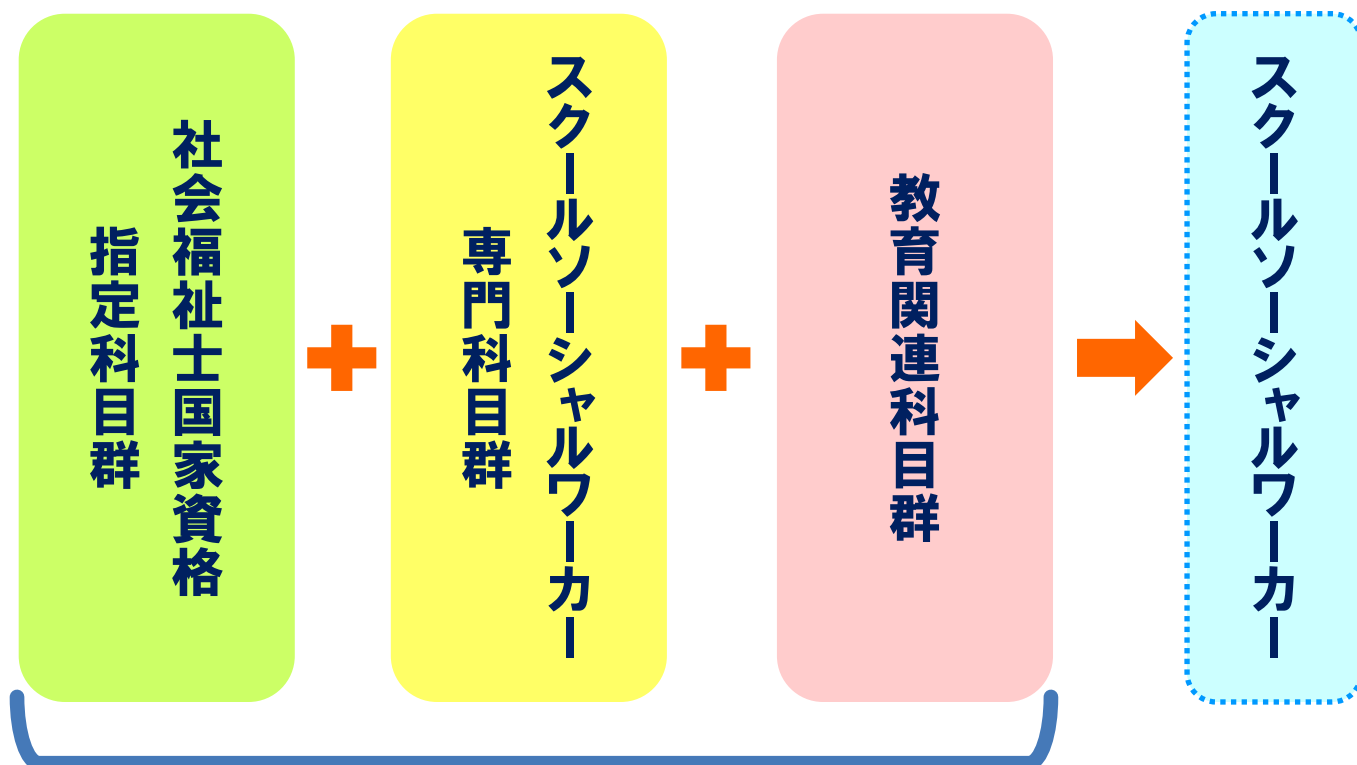 社会福祉士国家資格
指定科目群
スクールソーシャルワーカー
専門科目群
教育関連科目群
スクールソーシャルワーカー